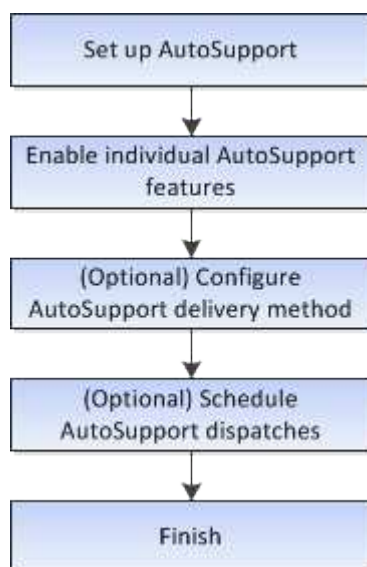 Set up AutoSupport
Enable individual AutoSupport
features
(Optional) Configure
AutoSupport delivery method
(Optional) Schedule
AutoSupport dispatches
Finish